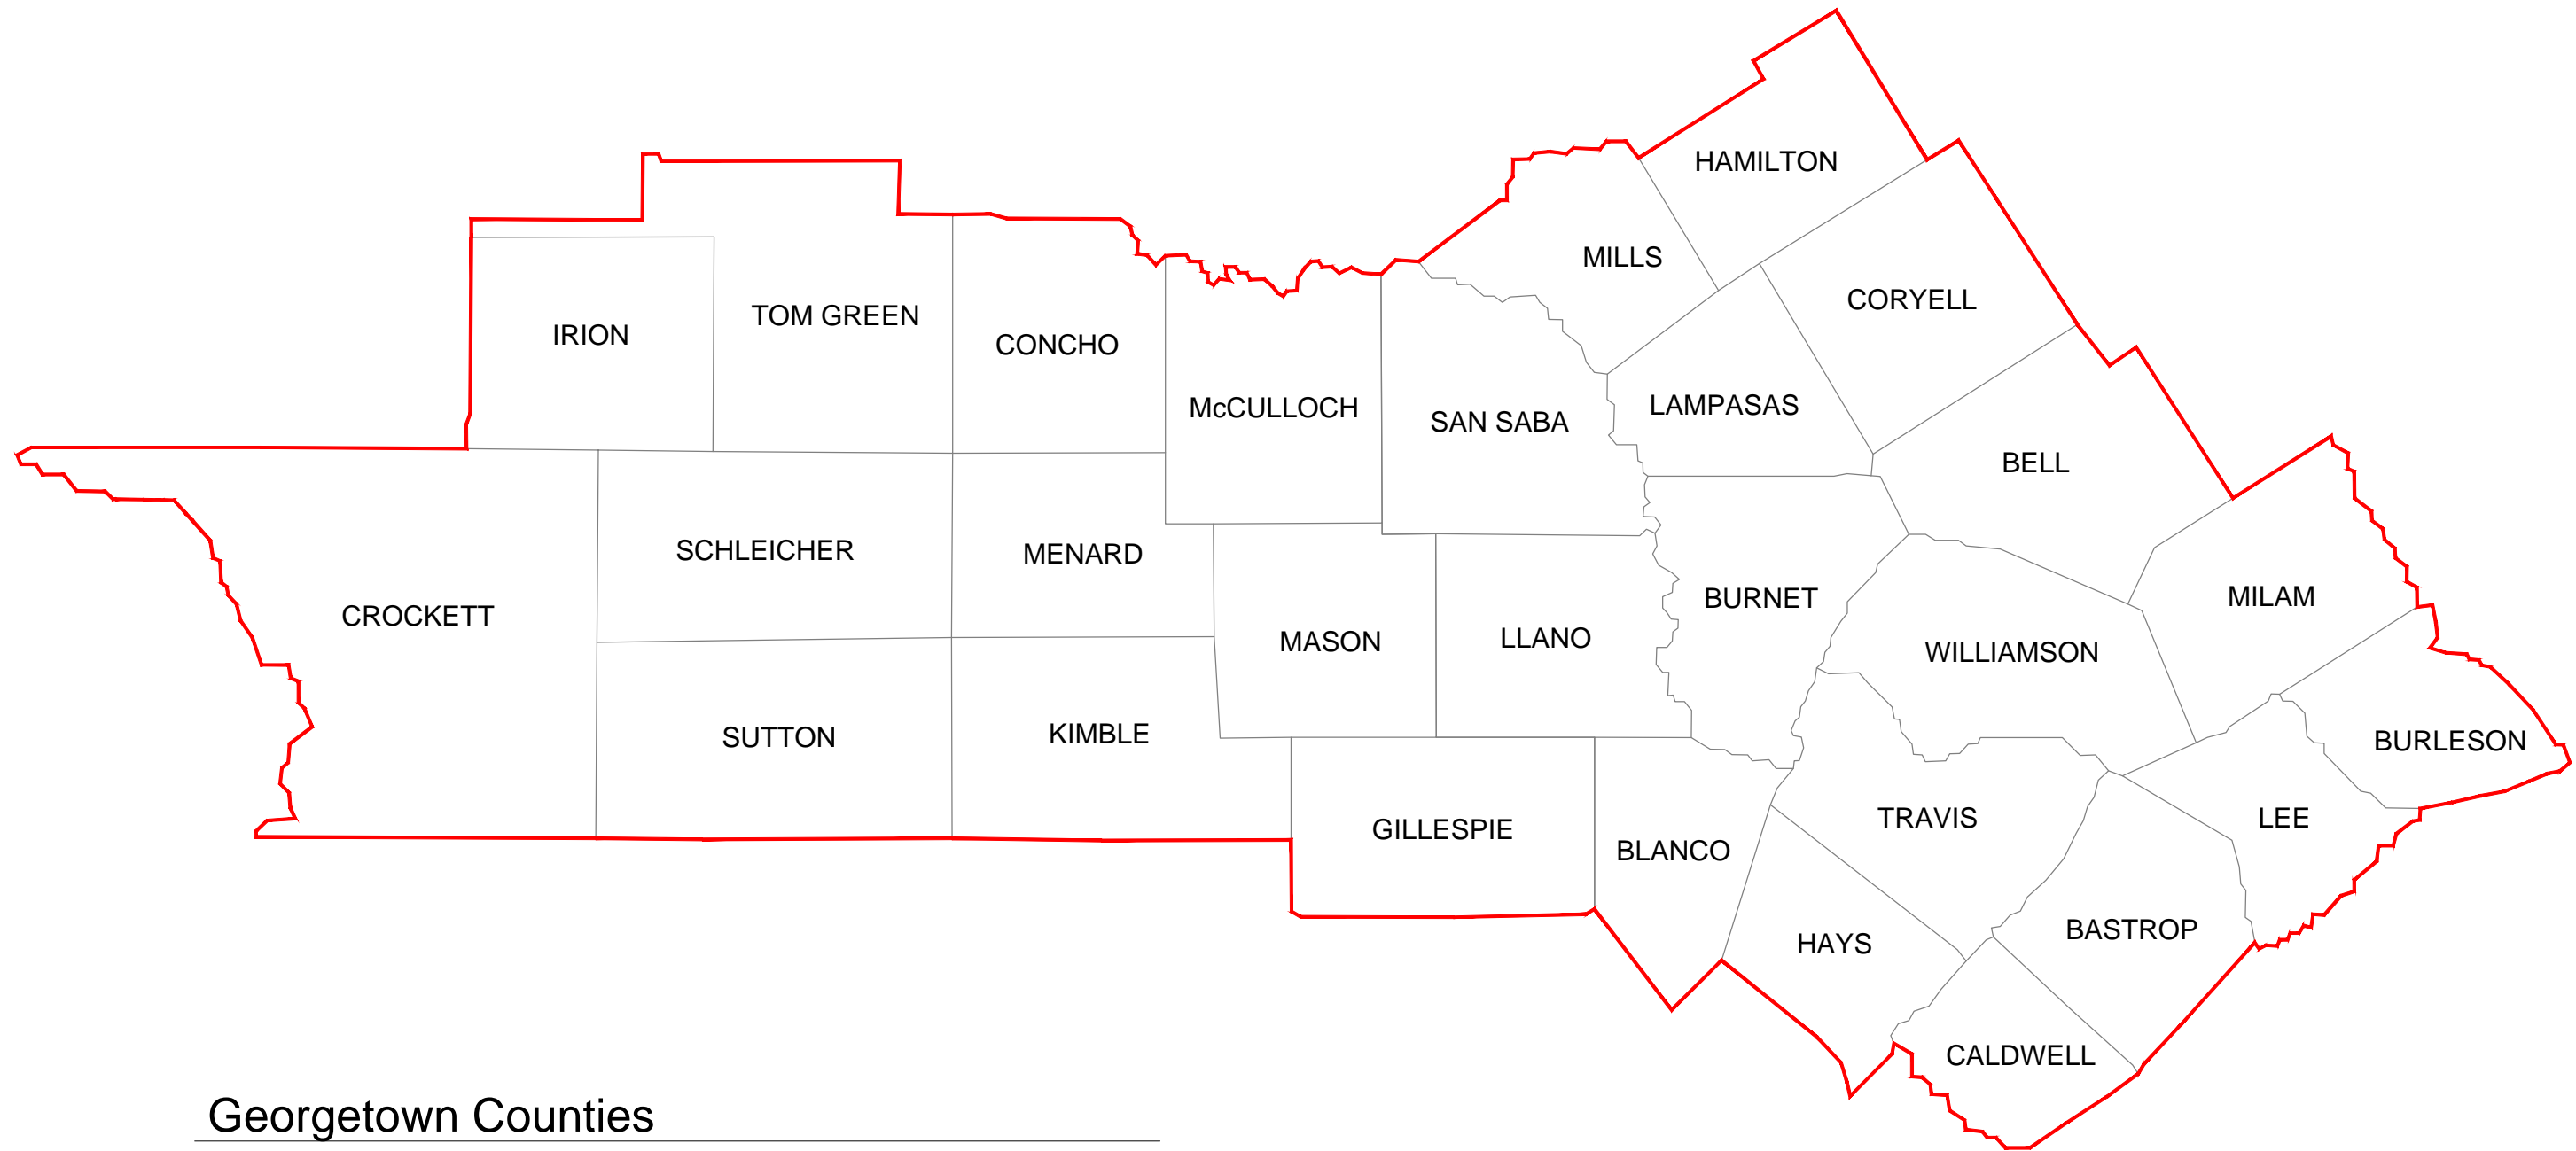 HAMILTON
MILLS
CORYELL
TOM GREEN
IRION
CONCHO
McCULLOCH
SAN SABA
LAMPASAS
BELL
SCHLEICHER
MENARD
CROCKETT
BURNET
MILAM
MASON
LLANO
WILLIAMSON
SUTTON
KIMBLE
BURLESON
GILLESPIE
BLANCO
TRAVIS
LEE
HAYS
BASTROP
CALDWELL
Georgetown Counties